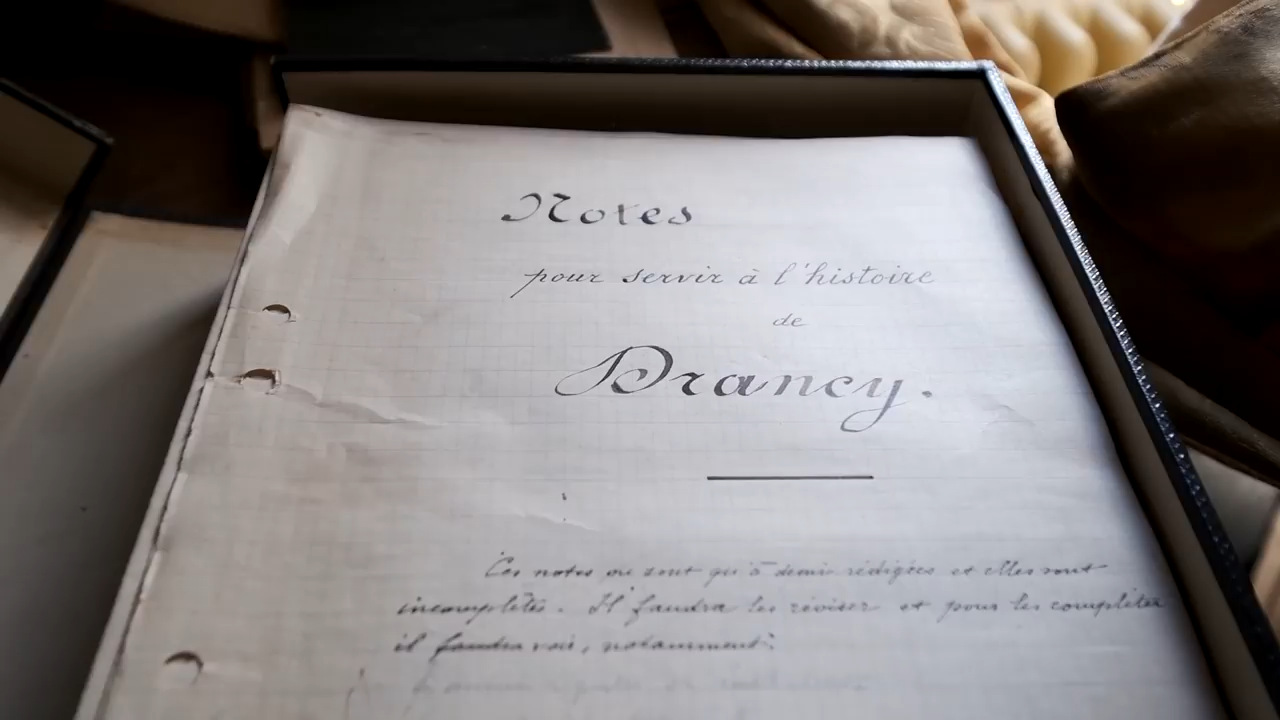 Notes
pour servir à l'histoire
de
Drancy.
Ces notes ne sont qu'à demi rédigées et elles sont
incomplètes. Il faudra les réviser et pour les compléter
il faudra voir, notamment: